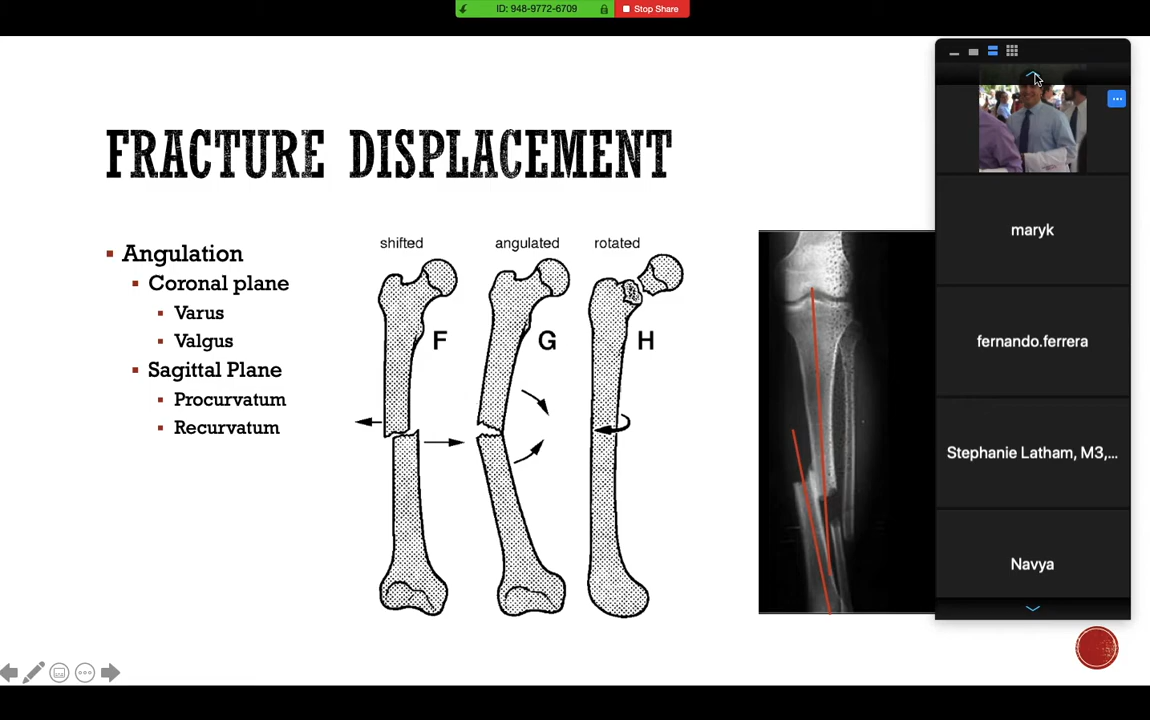 ID: 948-9772-6709
Stop Share
FRACTURE DISPLACEMENT
Angulation
Coronal plane
Varus
Valgus
Sagittal Plane
Procurvatum
Recurvatum
shifted
angulated
rotated
F
G
H
maryk
fernando.ferrera
Stephanie Latham, M3,...
Navya